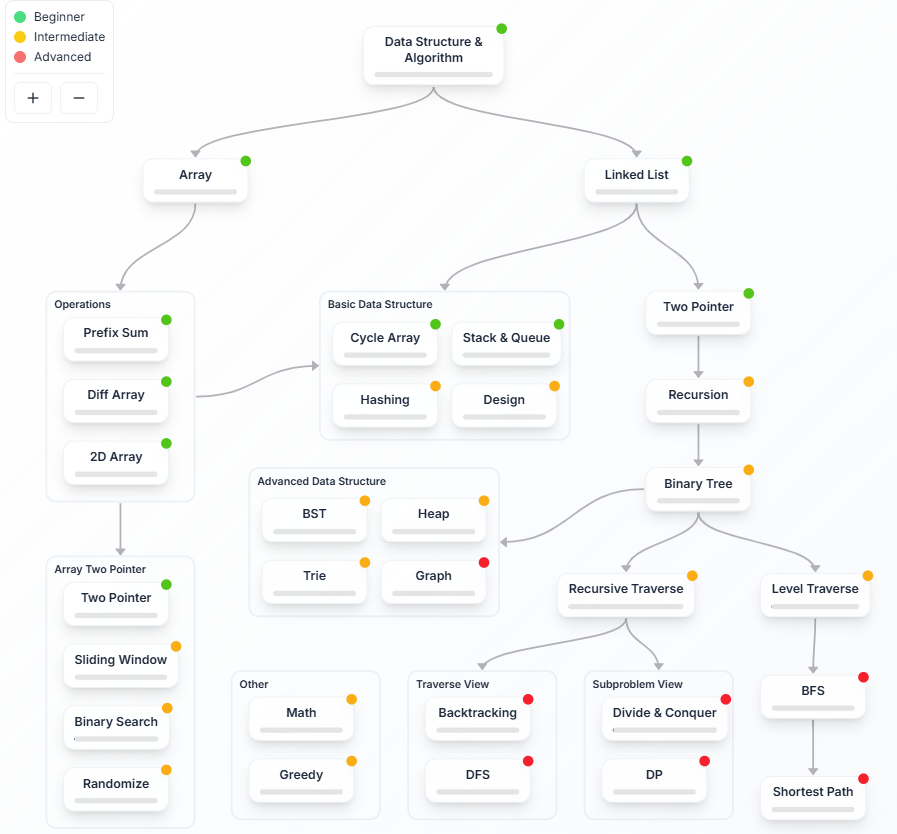 Beginner
Intermediate
Advanced
+
−
Data Structure &
Algorithm
Array
Linked List
Operations
Prefix Sum
Diff Array
2D Array
Basic Data Structure
Cycle Array
Stack & Queue
Hashing
Design
Two Pointer
Recursion
Binary Tree
Advanced Data Structure
BST
Heap
Trie
Graph
Array Two Pointer
Two Pointer
Sliding Window
Binary Search
Randomize
Recursive Traverse
Level Traverse
Other
Math
Greedy
Traverse View
Backtracking
DFS
Subproblem View
Divide & Conquer
DP
BFS
Shortest Path